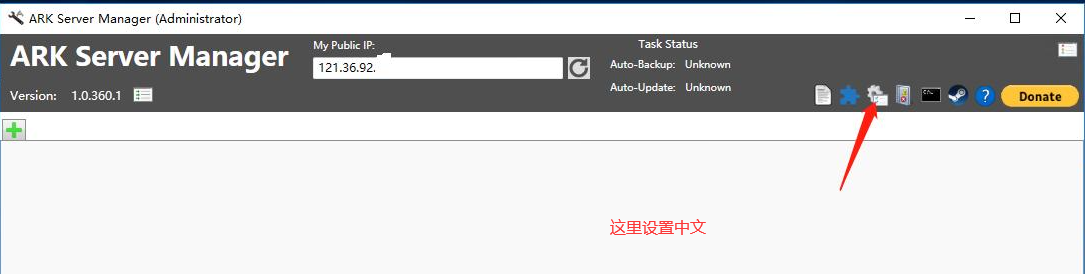 ARK Server Manager (Administrator)
ARK Server Manager
My Public IP:
121.36.92.
Task Status
Auto-Backup: Unknown
Auto-Update: Unknown
Version: 1.0.360.1
Donate
这里设置中文